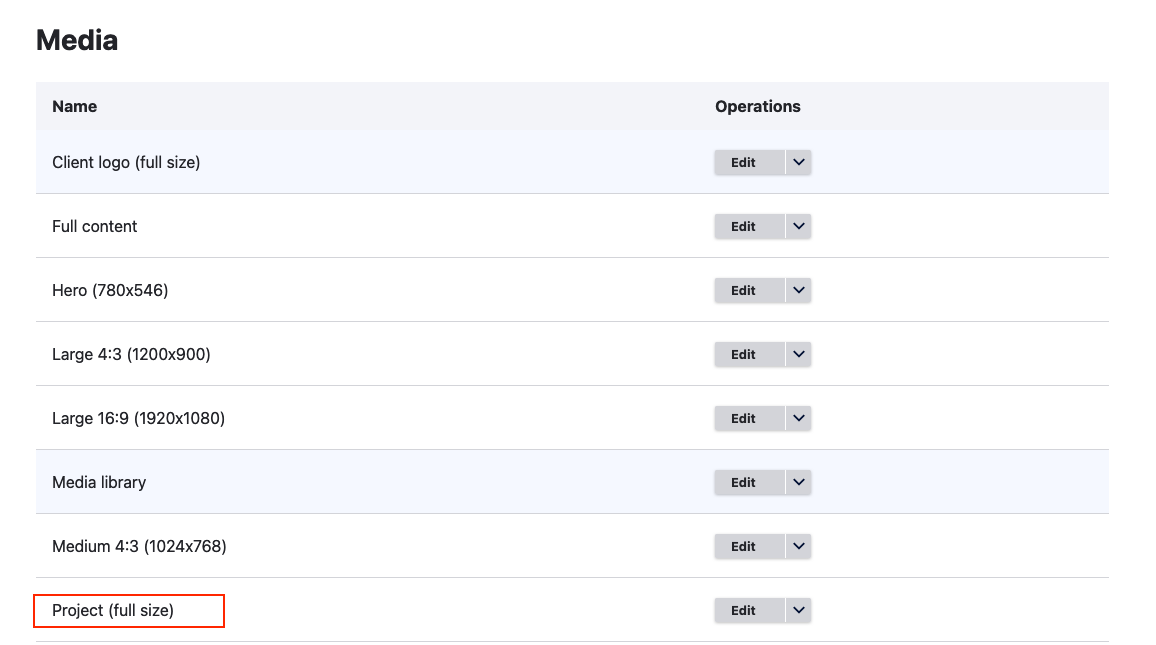 Media
Name Operations
Client logo (full size) Edit
Full content Edit
Hero (780x546) Edit
Large 4:3 (1200x900) Edit
Large 16:9 (1920x1080) Edit
Media library Edit
Medium 4:3 (1024x768) Edit
Project (full size) Edit